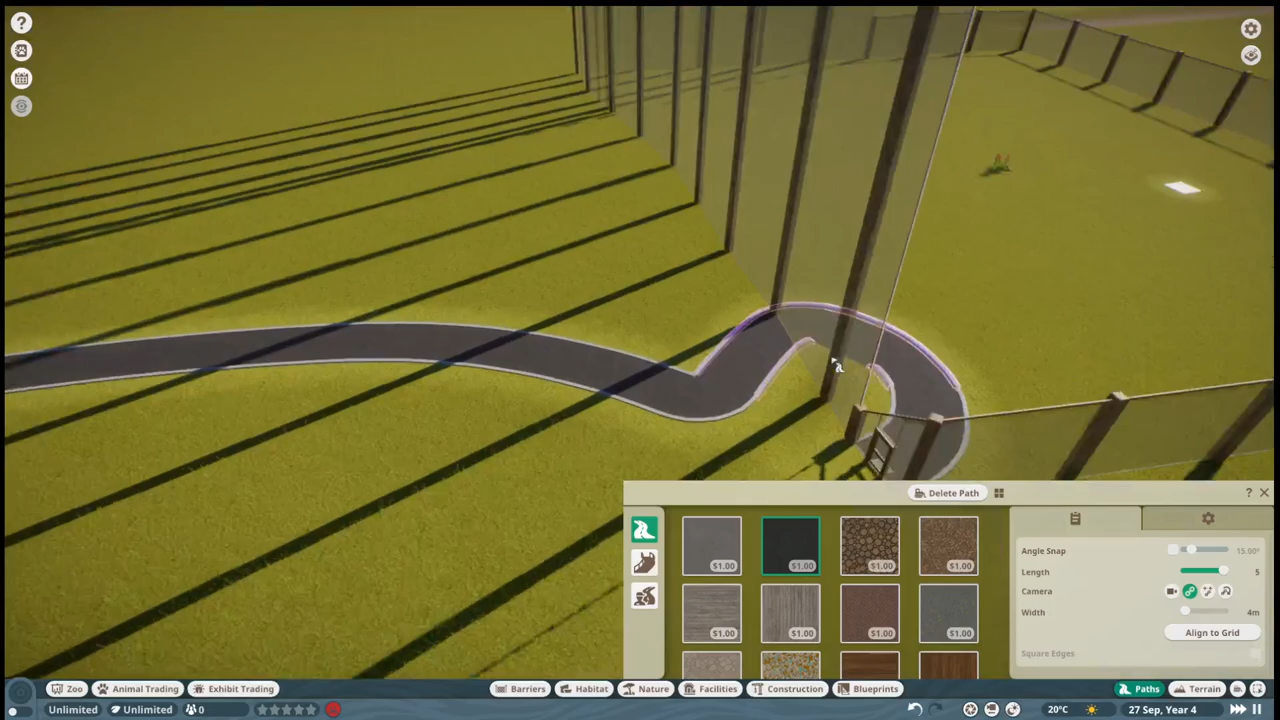 Delete Path
?
$1.00 $1.00 $1.00 $1.00
$1.00 $1.00 $1.00 $1.00
Angle Snap 15.00°
Length 5
Camera
Width 4m
Align to Grid
Square Edges
Zoo Animal Trading Exhibit Trading Barriers Habitat Nature Facilities Construction Blueprints Paths Terrain
Unlimited Unlimited 0 20°C 27 Sep, Year 4